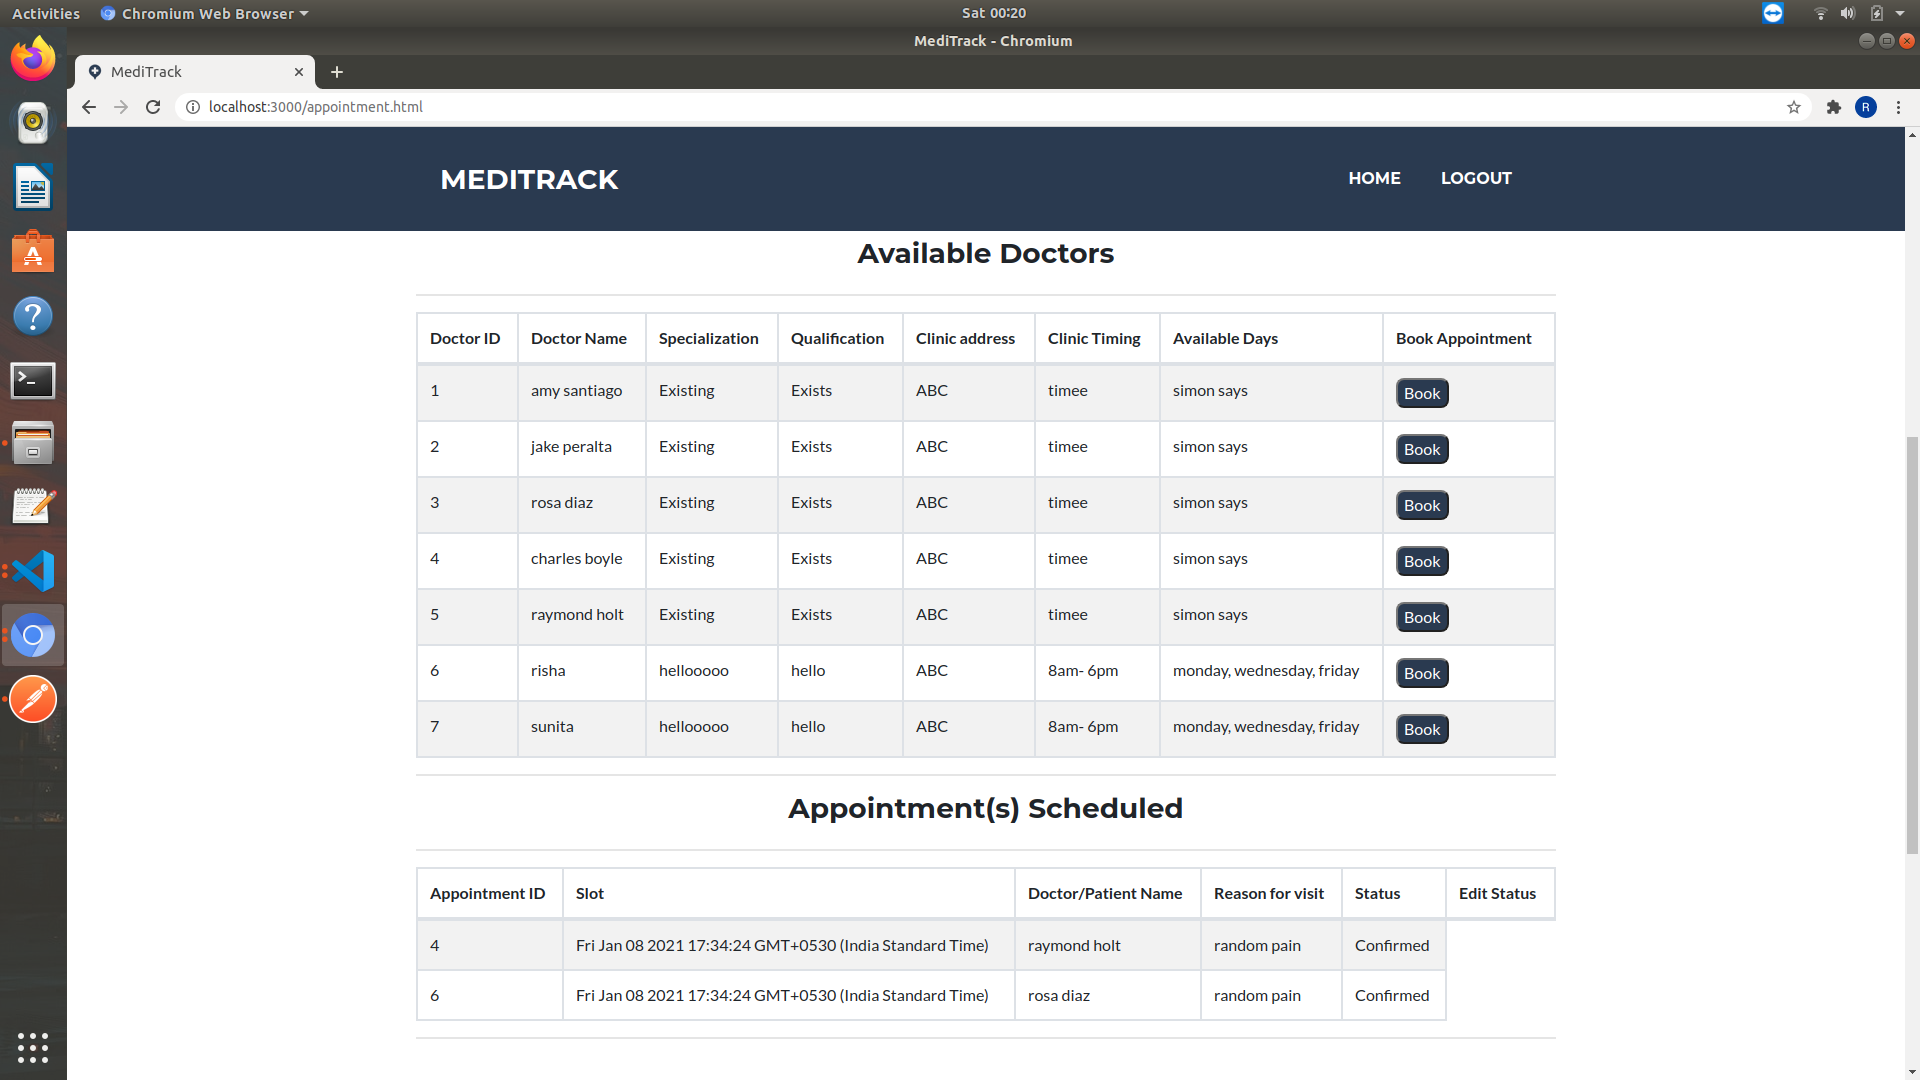 Activities Chromium Web Browser Sat 00:20
MediTrack - Chromium
MediTrack
localhost:3000/appointment.html R
MEDITRACK HOME LOGOUT
Available Doctors
Doctor ID Doctor Name Specialization Qualification Clinic address Clinic Timing Available Days Book Appointment
1 amy santiago Existing Exists ABC timee simon says Book
2 jake peralta Existing Exists ABC timee simon says Book
3 rosa diaz Existing Exists ABC timee simon says Book
4 charles boyle Existing Exists ABC timee simon says Book
5 raymond holt Existing Exists ABC timee simon says Book
6 risha hellooooo hello ABC 8am- 6pm monday, wednesday, friday Book
7 sunita hellooooo hello ABC 8am- 6pm monday, wednesday, friday Book
Appointment(s) Scheduled
Appointment ID Slot Doctor/Patient Name Reason for visit Status Edit Status
4 Fri Jan 08 2021 17:34:24 GMT+0530 (India Standard Time) raymond holt random pain Confirmed
6 Fri Jan 08 2021 17:34:24 GMT+0530 (India Standard Time) rosa diaz random pain Confirmed